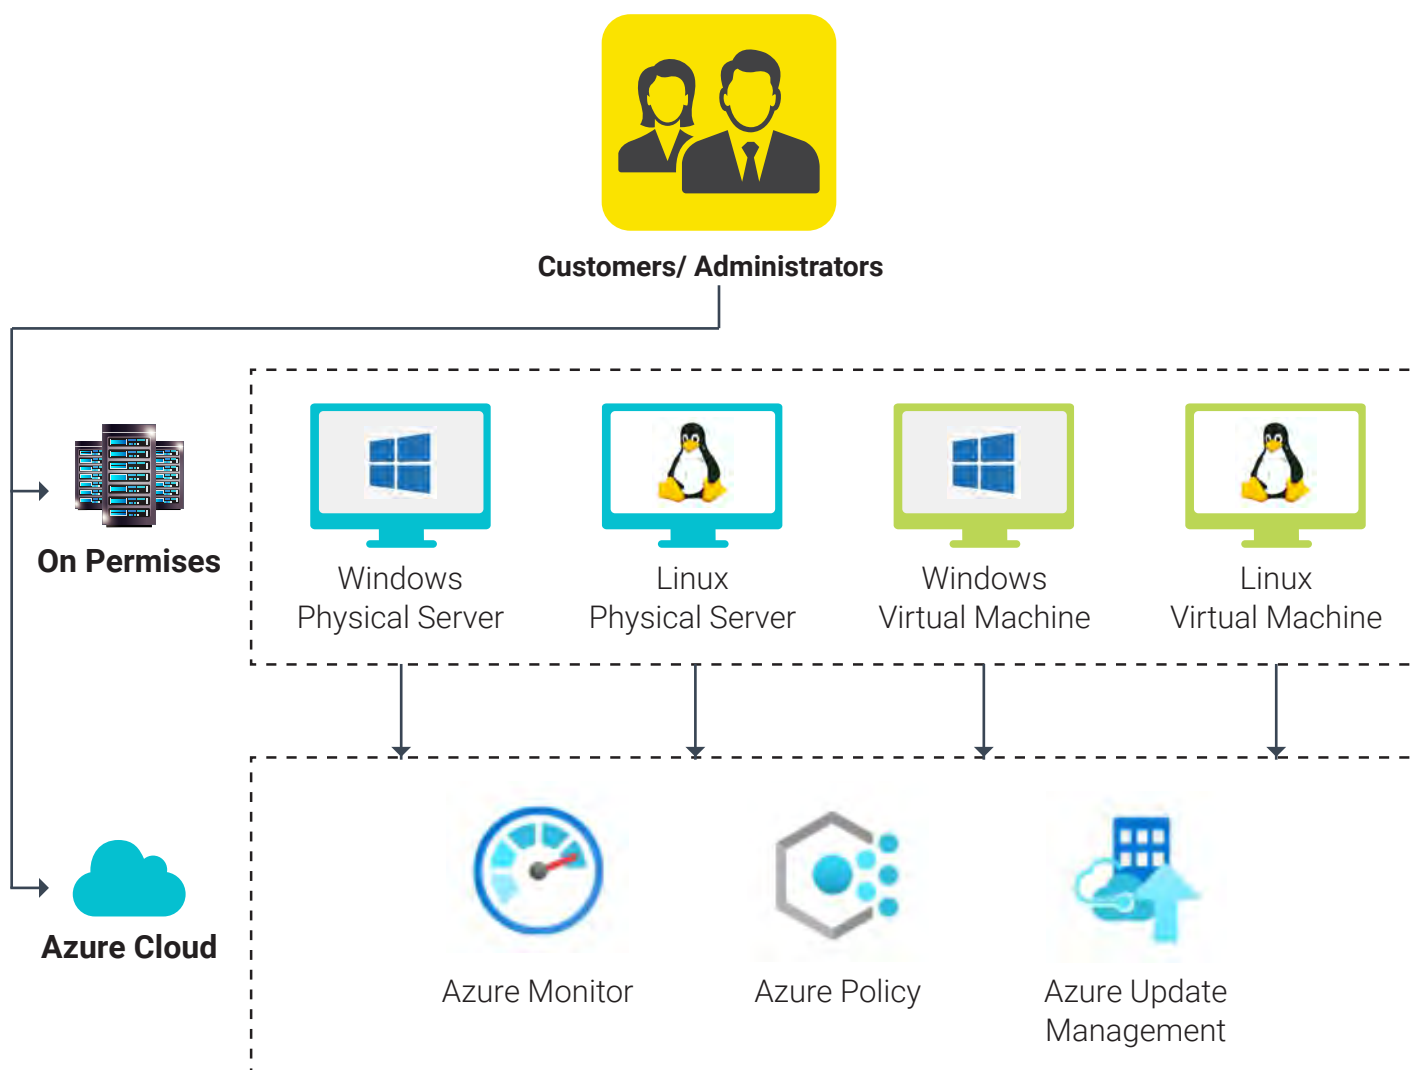 Customers/ Administrators
On Permises
Windows
Physical Server
Linux
Physical Server
Windows
Virtual Machine
Linux
Virtual Machine
Azure Cloud
Azure Monitor
Azure Policy
Azure Update
Management